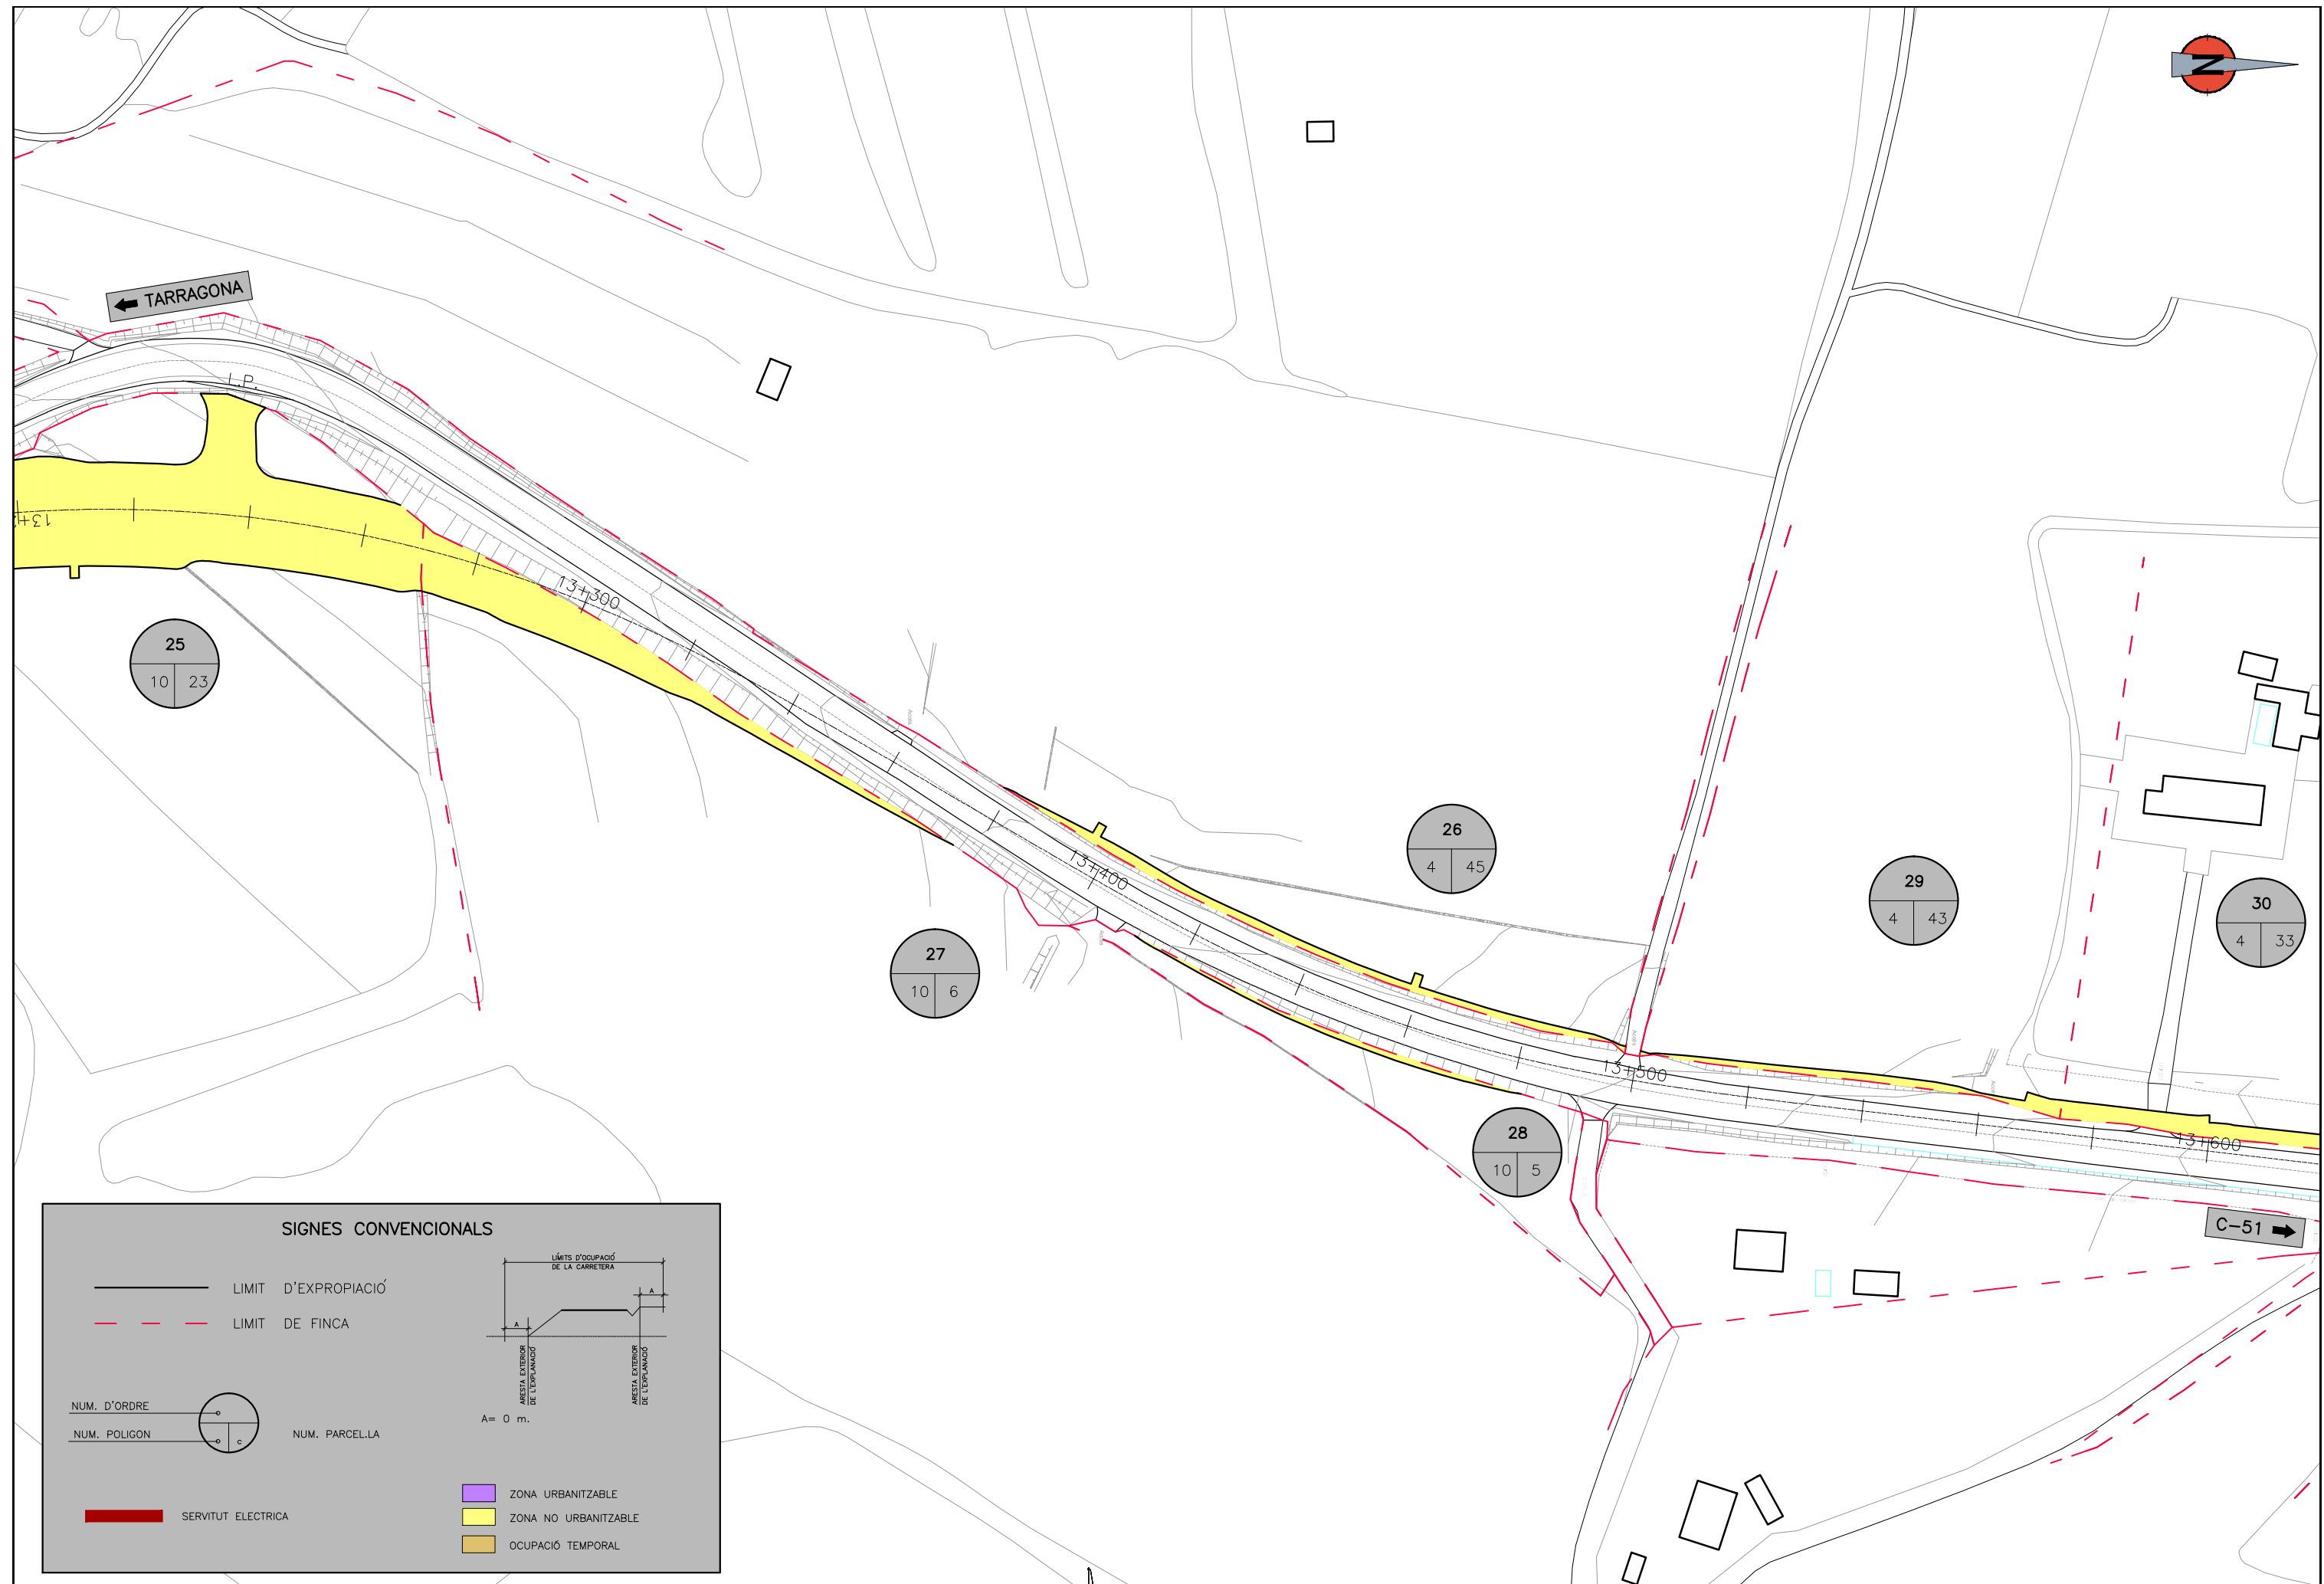 N
TARRAGONA
L.P.
13+300
25
10 23
26
4 45
13+400
29
4 43
30
4 33
27
10 6
13+500
28
10 5
13+600
C-51
SIGNES CONVENCIONALS
LÍMITS D'OCUPACIÓ
DE LA CARRETERA
LIMIT D'EXPROPIACIÓ
A
LIMIT DE FINCA
A
ARESTA EXTERIOR
DE L'EXPLANACIÓ
ARESTA EXTERIOR
DE L'EXPLANACIÓ
NUM. D'ORDRE
A= 0 m.
NUM. POLIGON
C
NUM. PARCEL.LA
ZONA URBANITZABLE
SERVITUT ELECTRICA
ZONA NO URBANITZABLE
OCUPACIÓ TEMPORAL